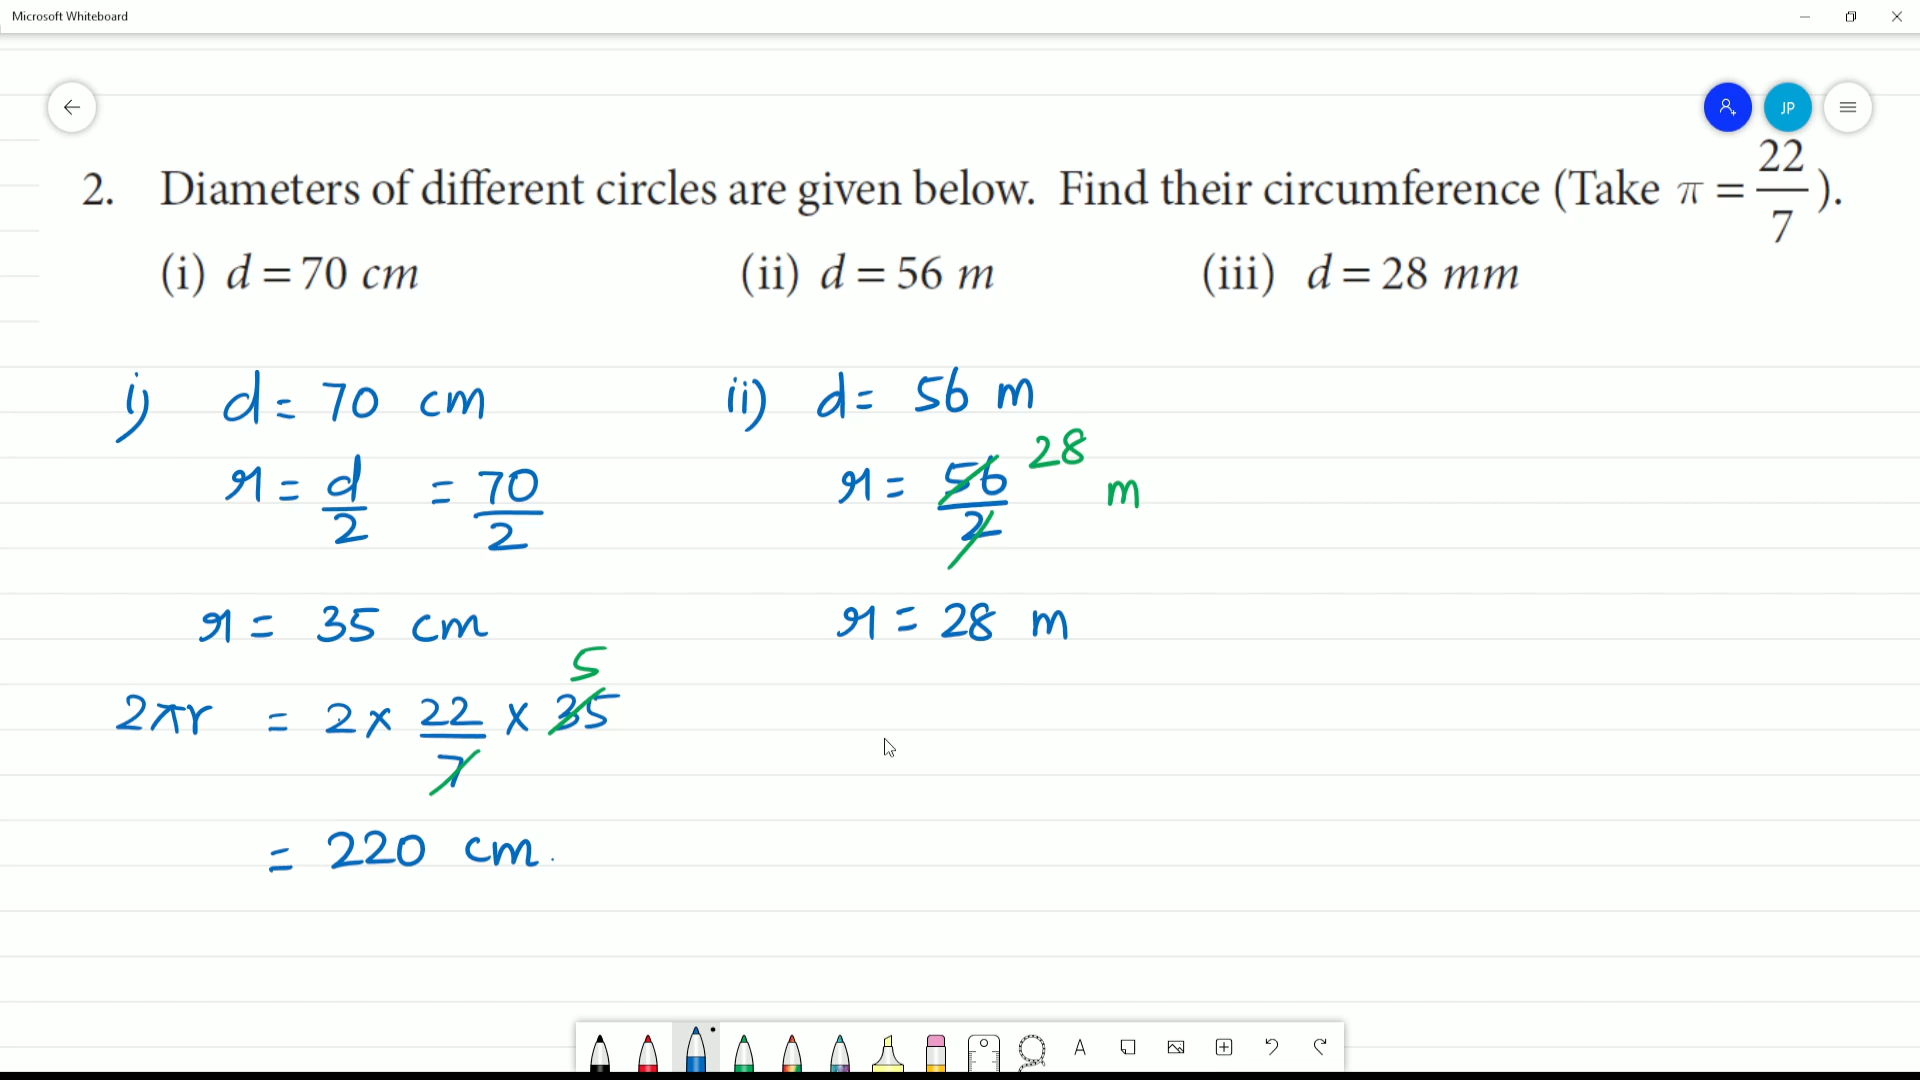 Microsoft Whiteboard
JP
2. Diameters of different circles are given below. Find their circumference (Take π = 22/7).
(i) d = 70 cm (ii) d = 56 m (iii) d = 28 mm
i) d = 70 cm
r = d/2 = 70/2
r = 35 cm
5
2πr = 2 × 22/7 × 35
= 220 cm.
ii) d = 56 m
28
r = 56/2 m
r = 28 m
A